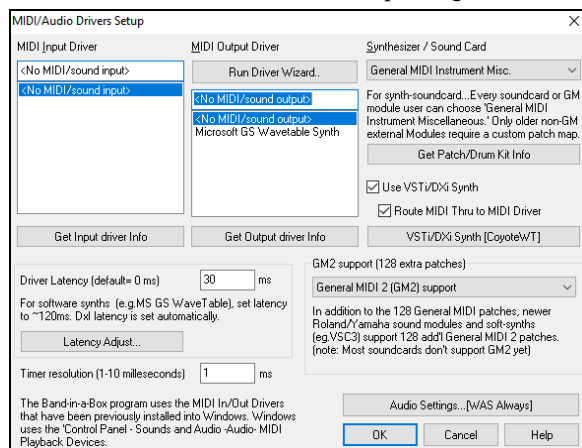 MIDI/Audio Drivers Setup
MIDI Input Driver
<No MIDI/sound input>
<No MIDI/sound input>
Get Input driver Info
MIDI Output Driver
Run Driver Wizard..
<No MIDI/sound output>
<No MIDI/sound output>
Microsoft GS Wavetable Synth
Get Output driver Info
Synthesizer / Sound Card
General MIDI Instrument Misc.
For synth-soundcard...Every soundcard or GM
module user can choose 'General MIDI
Instrument Miscellaneous.' Only older non-GM
external Modules require a custom patch map.
Get Patch/Drum Kit Info
Use VSTi/DXi Synth
Route MIDI Thru to MIDI Driver
VSTi/DXi Synth [CoyoteWT]
Driver Latency (default= 0 ms)
30
ms
For software synths (e.g.MS GS WaveTable), set latency
to ~120ms. DxI latency is set automatically.
Latency Adjust...
Timer resolution (1-10 milleseconds)
1
ms
The Band-in-a-Box program uses the MIDI In/Out Drivers
that have been previously installed into Windows. Windows
uses the 'Control Panel - Sounds and Audio -Audio- MIDI
Playback Devices.
GM2 support (128 extra patches)
General MIDI 2 (GM2) support
In addition to the 128 General MIDI patches, newer
Roland/Yamaha sound modules and soft-synths
(eg.VSC3) support 128 add'l General MIDI 2 patches.
(note: Most soundcards don't support GM2 yet)
Audio Settings...[WAS Always]
OK
Cancel
Help